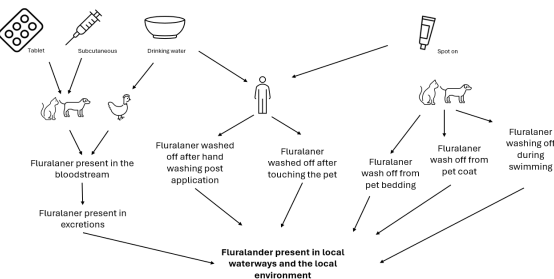 Tablet
Subcutaneous
Drinking water
Spot on
Fluralaner present in the
bloodstream
Fluralaner present in
excretions
Fluralaner washed
off after hand
washing post
application
Fluralaner
washed off after
touching the pet
Fluralaner
wash off from
pet bedding
Fluralaner
wash off from
pet coat
Fluralaner
washing off
during
swimming
Fluralander present in local
waterways and the local
environment